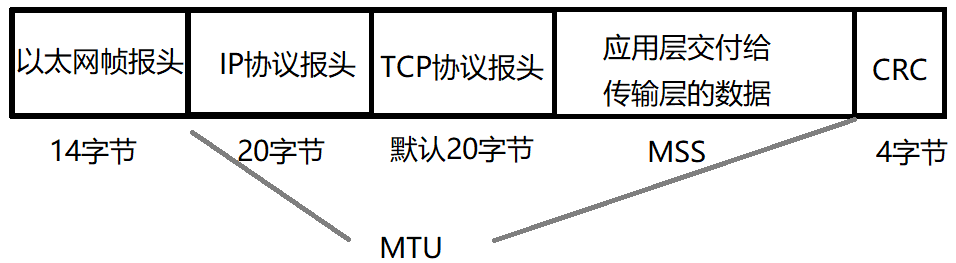 以太网帧报头
IP协议报头
TCP协议报头
应用层交付给
传输层的数据
CRC
14字节
20字节
默认20字节
MSS
4字节
MTU